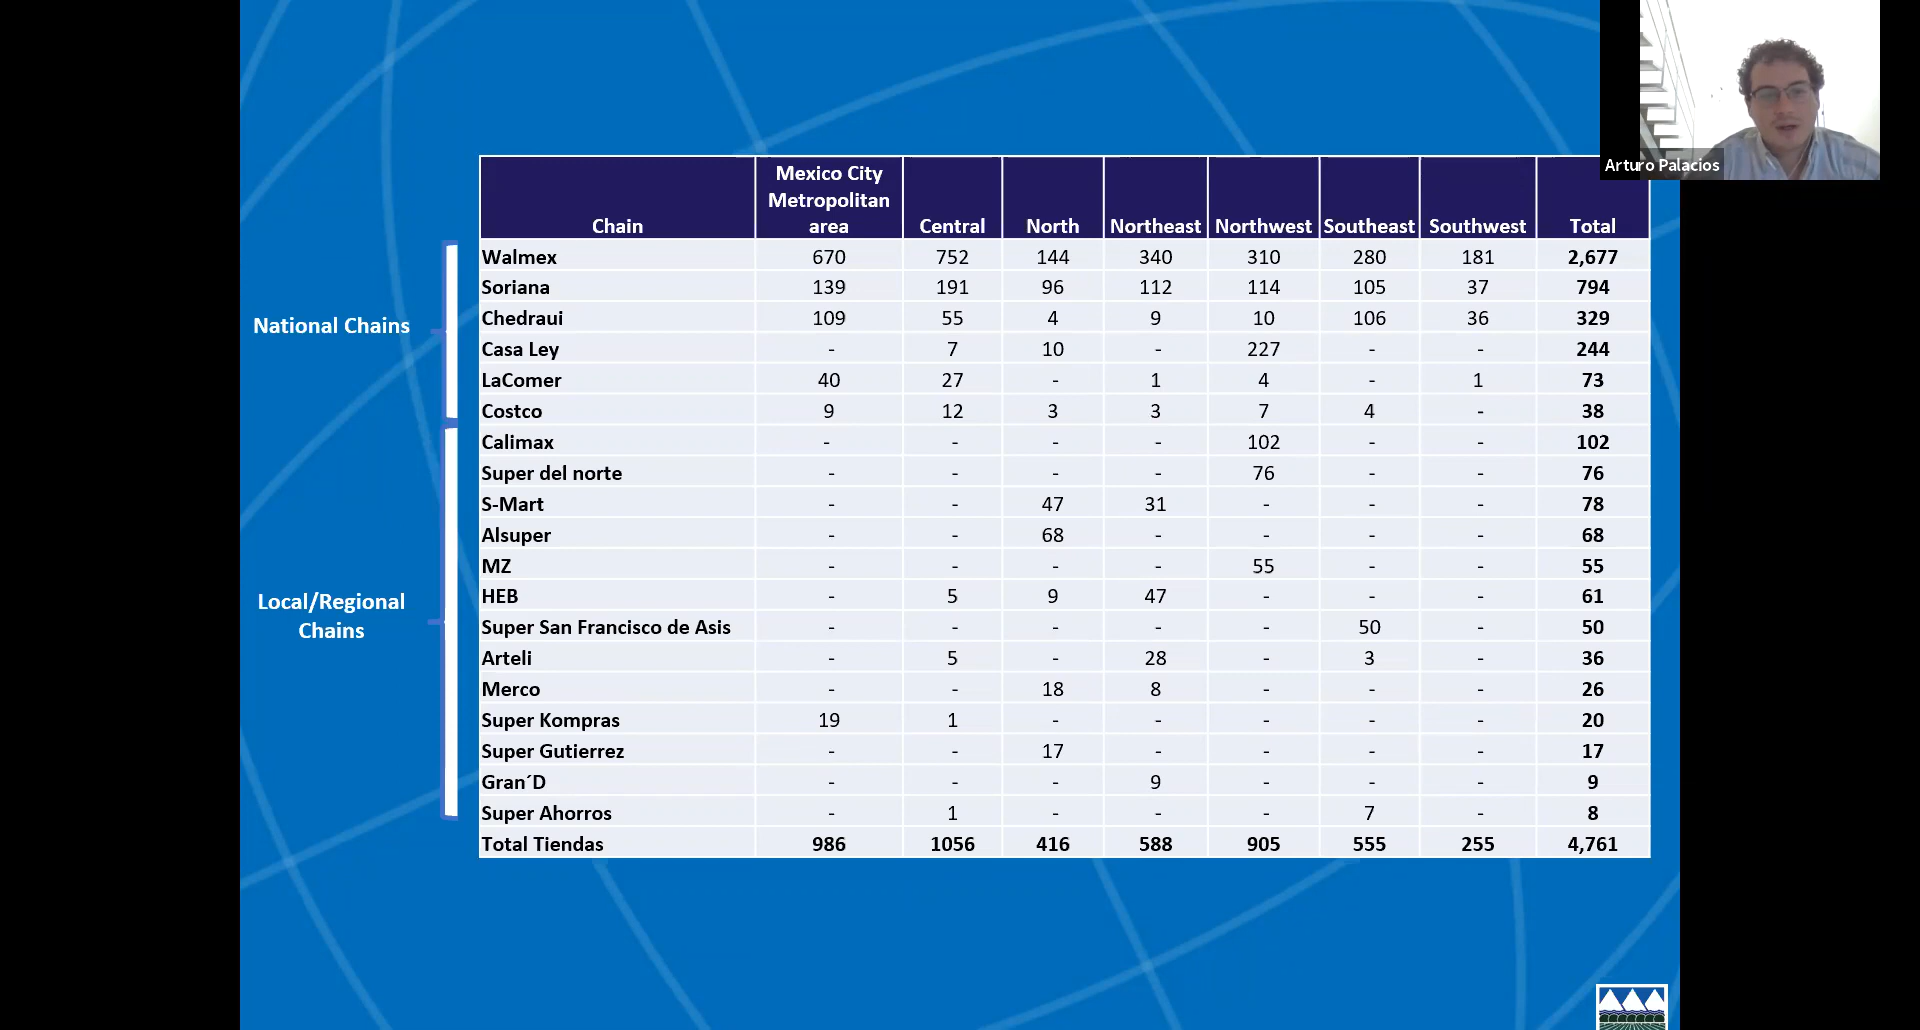 Arturo Palacios
Chain Mexico City Metropolitan area Central North Northeast Northwest Southeast Southwest Total
National Chains
Walmex 670 752 144 340 310 280 181 2,677
Soriana 139 191 96 112 114 105 37 794
Chedraui 109 55 4 9 10 106 36 329
Casa Ley - 7 10 - 227 - - 244
LaComer 40 27 - 1 4 - 1 73
Costco 9 12 3 3 7 4 - 38
Local/Regional Chains
Calimax - - - - 102 - - 102
Super del norte - - - - 76 - - 76
S-Mart - - 47 31 - - - 78
Alsuper - - 68 - - - - 68
MZ - - - - 55 - - 55
HEB - 5 9 47 - - - 61
Super San Francisco de Asis - - - - - 50 - 50
Arteli - 5 - 28 - 3 - 36
Merco - - 18 8 - - - 26
Super Kompras 19 1 - - - - - 20
Super Gutierrez - - 17 - - - - 17
Gran´D - - - 9 - - - 9
Super Ahorros - 1 - - - 7 - 8
Total Tiendas 986 1056 416 588 905 555 255 4,761